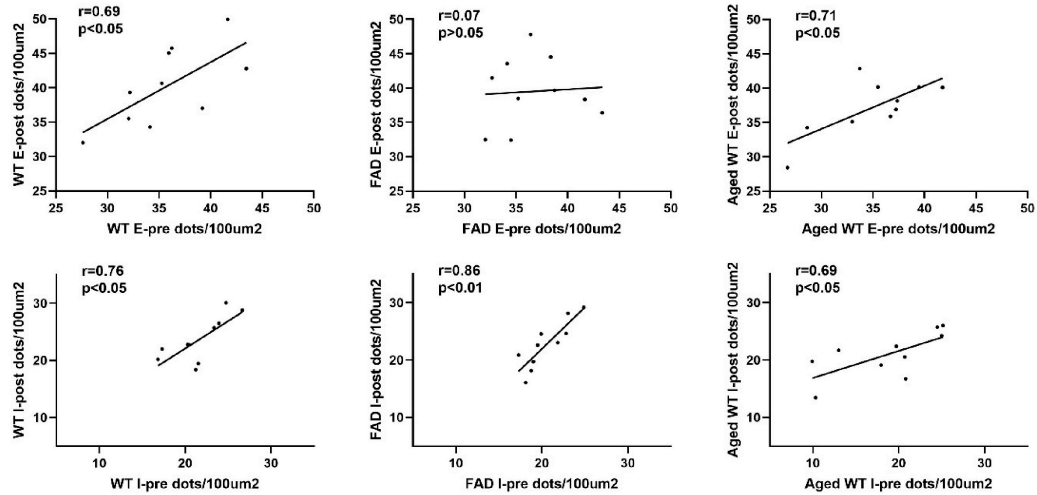 r=0.69
p<0.05
WT E-post dots/100um2
50
45
40
35
30
25
25 30 35 40 45 50
WT E-pre dots/100um2
r=0.07
p>0.05
FAD E-post dots/100um2
50
45
40
35
30
25
25 30 35 40 45 50
FAD E-pre dots/100um2
r=0.71
p<0.05
Aged WT E-post dots/100um2
50
45
40
35
30
25
25 30 35 40 45 50
Aged WT E-pre dots/100um2
r=0.76
p<0.05
WT I-post dots/100um2
30
20
10
10 20 30
WT I-pre dots/100um2
r=0.86
p<0.01
FAD I-post dots/100um2
30
20
10
10 20 30
FAD I-pre dots/100um2
r=0.69
p<0.05
Aged WT I-post dots/100um2
30
20
10
10 20 30
Aged WT I-pre dots/100um2